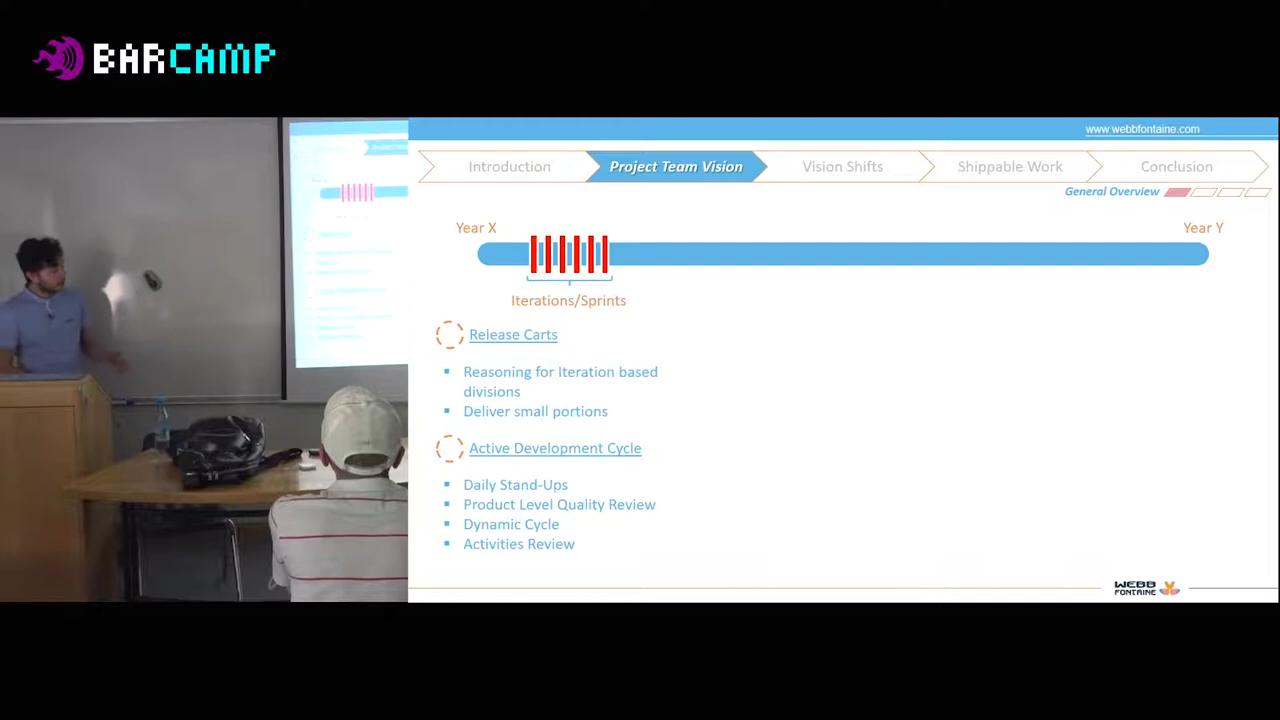 BARCAMP
www.webbfontaine.com
Introduction
Project Team Vision
Vision Shifts
Shippable Work
Conclusion
General Overview
Year X
Year Y
Iterations/Sprints
Release Carts
Reasoning for Iteration based
divisions
Deliver small portions
Active Development Cycle
Daily Stand-Ups
Product Level Quality Review
Dynamic Cycle
Activities Review
WEBB
FONTAINE